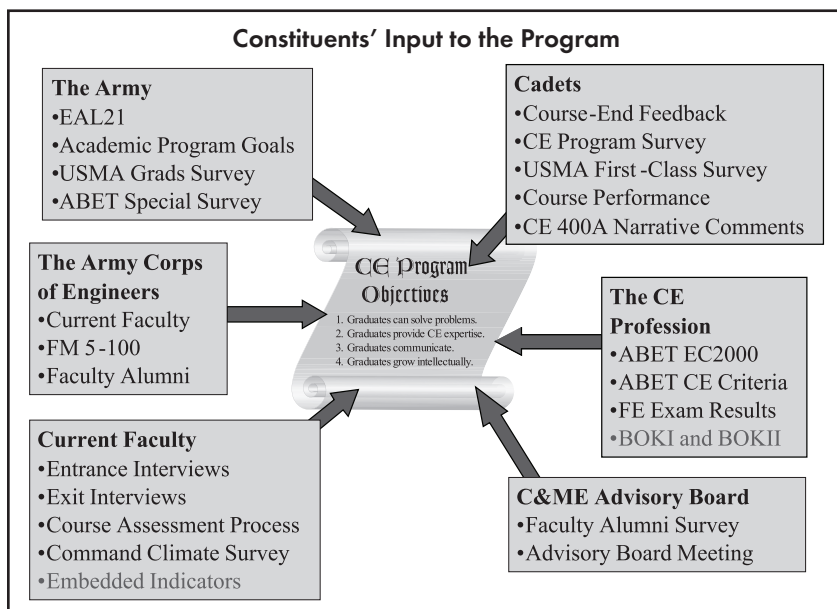 Constituents’ Input to the Program
The Army
•EAL21
•Academic Program Goals
•USMA Grads Survey
•ABET Special Survey
Cadets
•Course-End Feedback
•CE Program Survey
•USMA First-Class Survey
•Course Performance
•CE 400A Narrative Comments
The Army Corps
of Engineers
•Current Faculty
•FM 5-100
•Faculty Alumni
CE Program
Objectives
1. Graduates can solve problems.
2. Graduates provide CE expertise.
3. Graduates communicate.
4. Graduates grow intellectually.
The CE
Profession
•ABET EC2000
•ABET CE Criteria
•FE Exam Results
•BOKI and BOKII
Current Faculty
•Entrance Interviews
•Exit Interviews
•Course Assessment Process
•Command Climate Survey
•Embedded Indicators
C&ME Advisory Board
•Faculty Alumni Survey
•Advisory Board Meeting